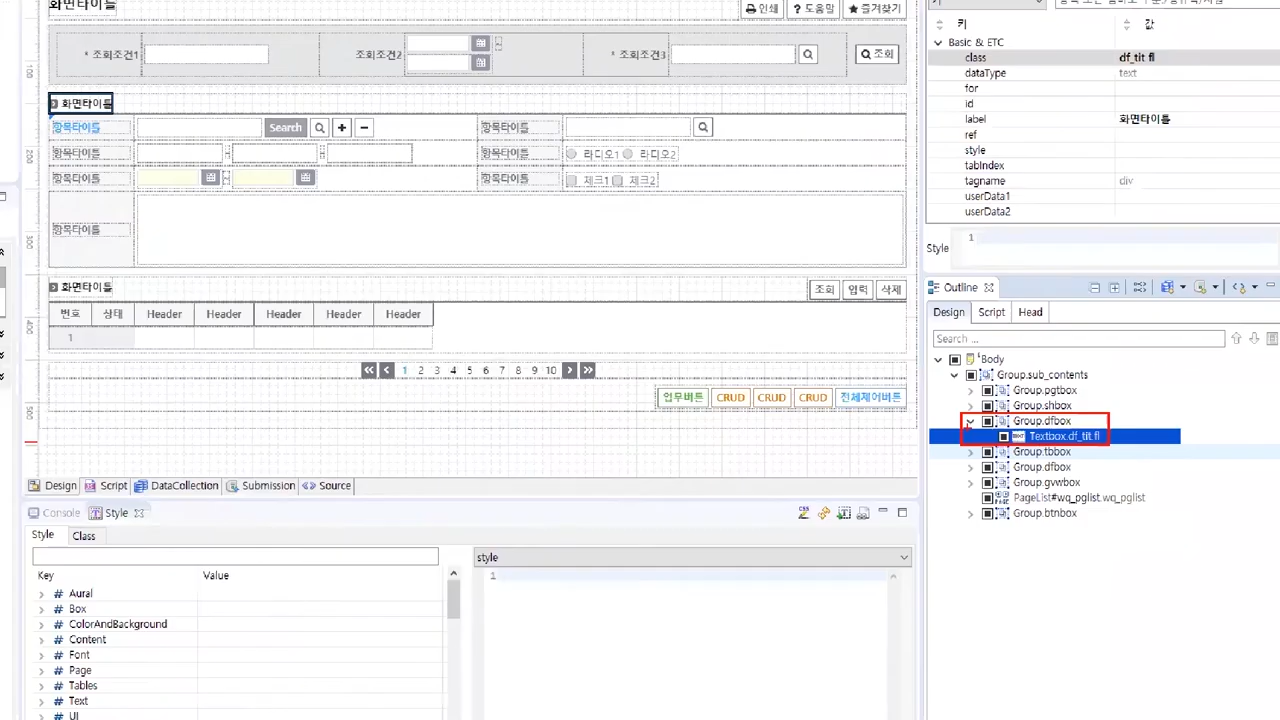 화면타이틀
인쇄 ? 도움말 ★ 즐겨찾기
* 조회조건1 조회조건2 ~ * 조회조건3 조회
화면타이틀
항목타이틀 Search 항목타이틀
항목타이틀 항목타이틀 라디오1 라디오2
항목타이틀 ~ 항목타이틀 체크1 체크2
항목타이틀
화면타이틀 조회 입력 삭제
번호 상태 Header Header Header Header Header
1
1 2 3 4 5 6 7 8 9 10
업무버튼 CRUD CRUD CRUD 전체제어버튼
100
200
300
400
500
Design Script DataCollection Submission Source
Console Style
Style Class
style
Key Value
1
# Aural
# Box
# ColorAndBackground
# Content
# Font
# Page
# Tables
# Text
# UI
키 값
Basic & ETC
class df_tit fl
dataType text
for
id
label 화면타이틀
ref
style
tabIndex
tagname div
userData1
userData2
Style 1
Outline
Design Script Head
Search ...
Body
Group.sub_contents
Group.pgtbox
Group.shbox
Group.dfbox
Textbox.df_tit.fl
Group.tbbox
Group.dfbox
Group.gvwbox
PageList#wq_pglist.wq_pglist
Group.btnbox